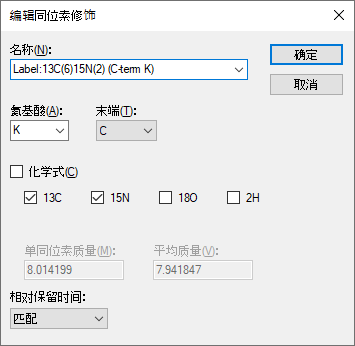 编辑同位素修饰
名称(N):
Label:13C(6)15N(2) (C-term K)
确定
取消
氨基酸(A): 末端(T):
K C
化学式(C)
13C 15N 18O 2H
单同位素质量(M): 平均质量(V):
8.014199 7.941847
相对保留时间:
匹配